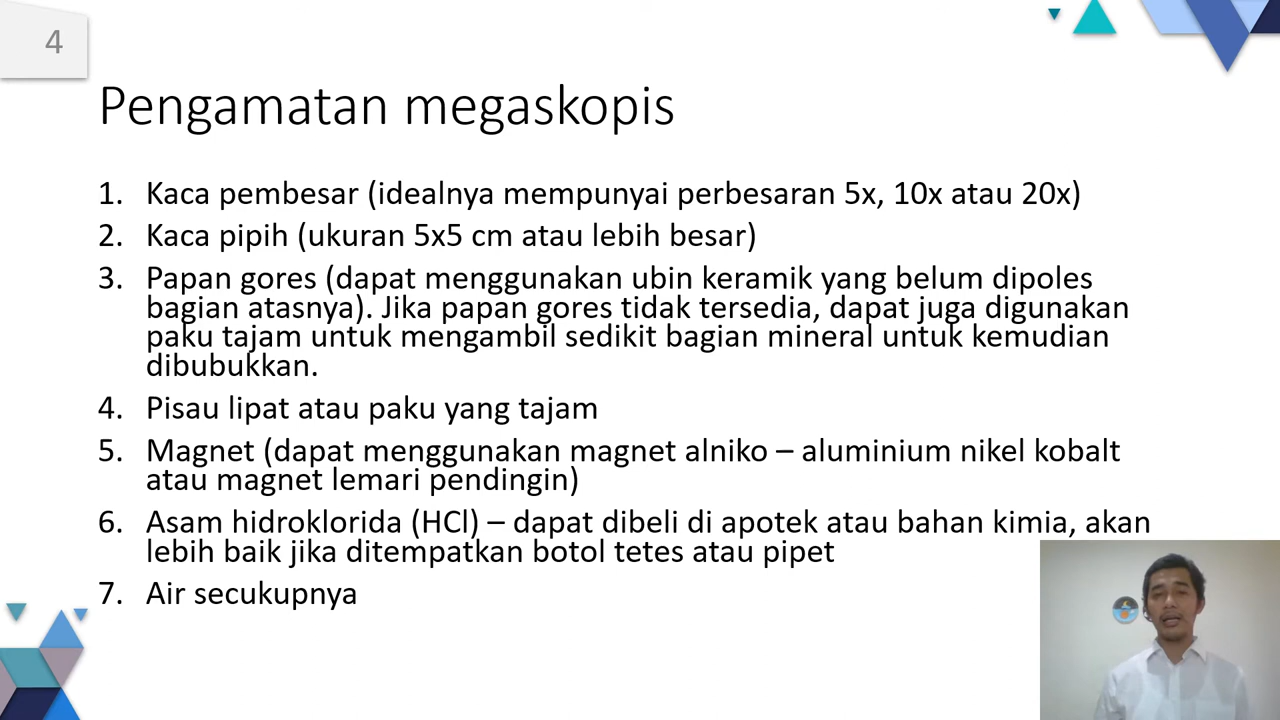 4
Pengamatan megaskopis
1. Kaca pembesar (idealnya mempunyai perbesaran 5x, 10x atau 20x)
2. Kaca pipih (ukuran 5x5 cm atau lebih besar)
3. Papan gores (dapat menggunakan ubin keramik yang belum dipoles
bagian atasnya). Jika papan gores tidak tersedia, dapat juga digunakan
paku tajam untuk mengambil sedikit bagian mineral untuk kemudian
dibubukkan.
4. Pisau lipat atau paku yang tajam
5. Magnet (dapat menggunakan magnet alniko – aluminium nikel kobalt
atau magnet lemari pendingin)
6. Asam hidroklorida (HCl) – dapat dibeli di apotek atau bahan kimia, akan
lebih baik jika ditempatkan botol tetes atau pipet
7. Air secukupnya